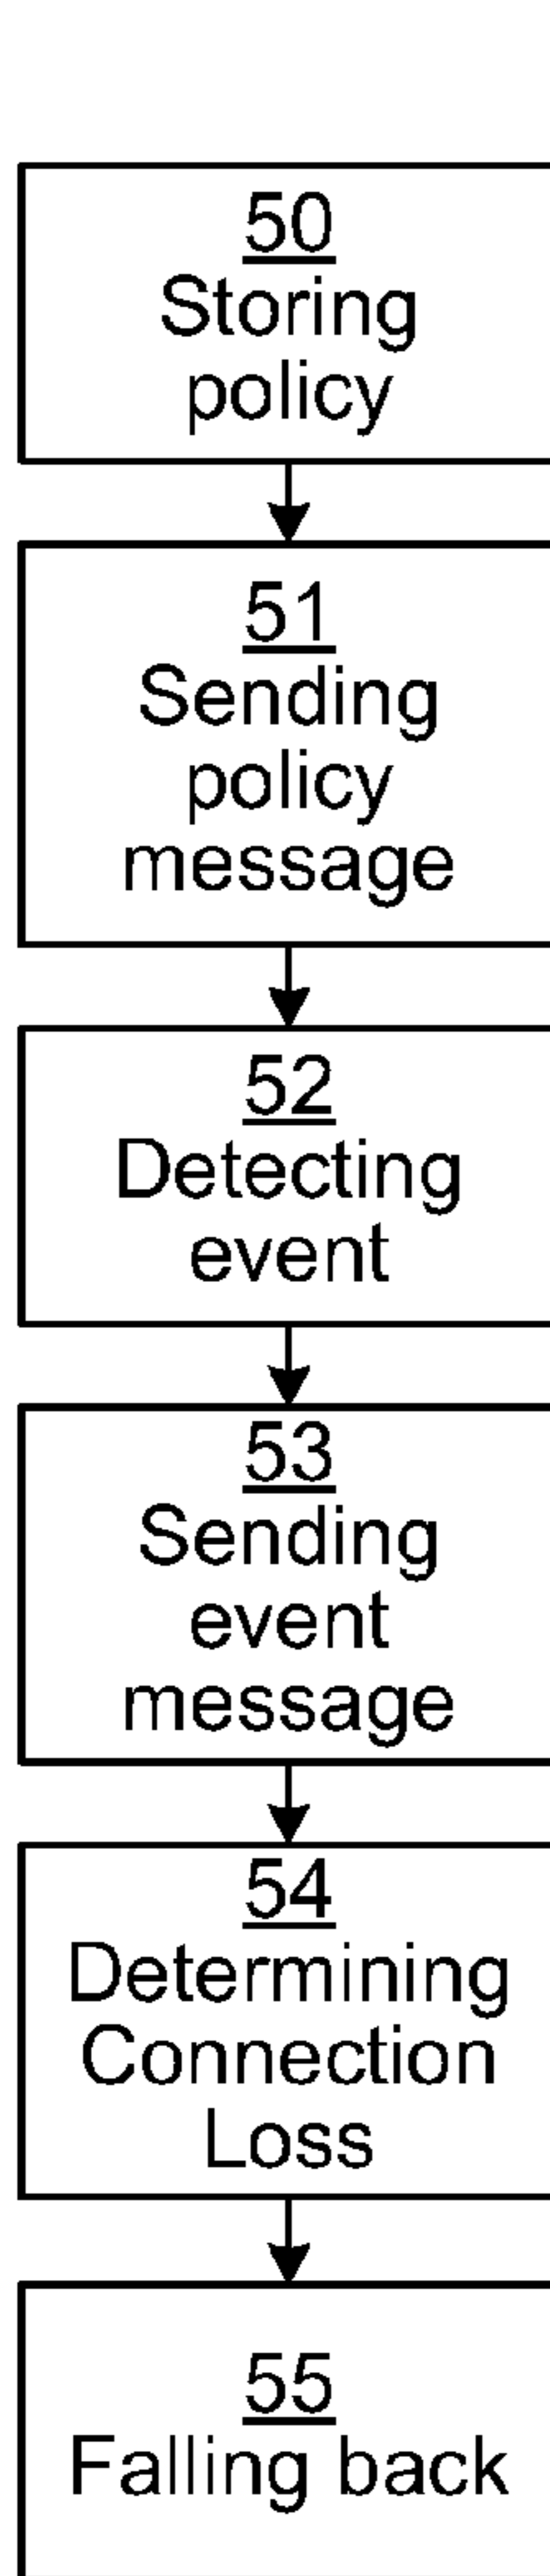 50
Storing
policy
51
Sending
policy
message
52
Detecting
event
53
Sending
event
message
54
Determining
Connection
Loss
55
Falling back